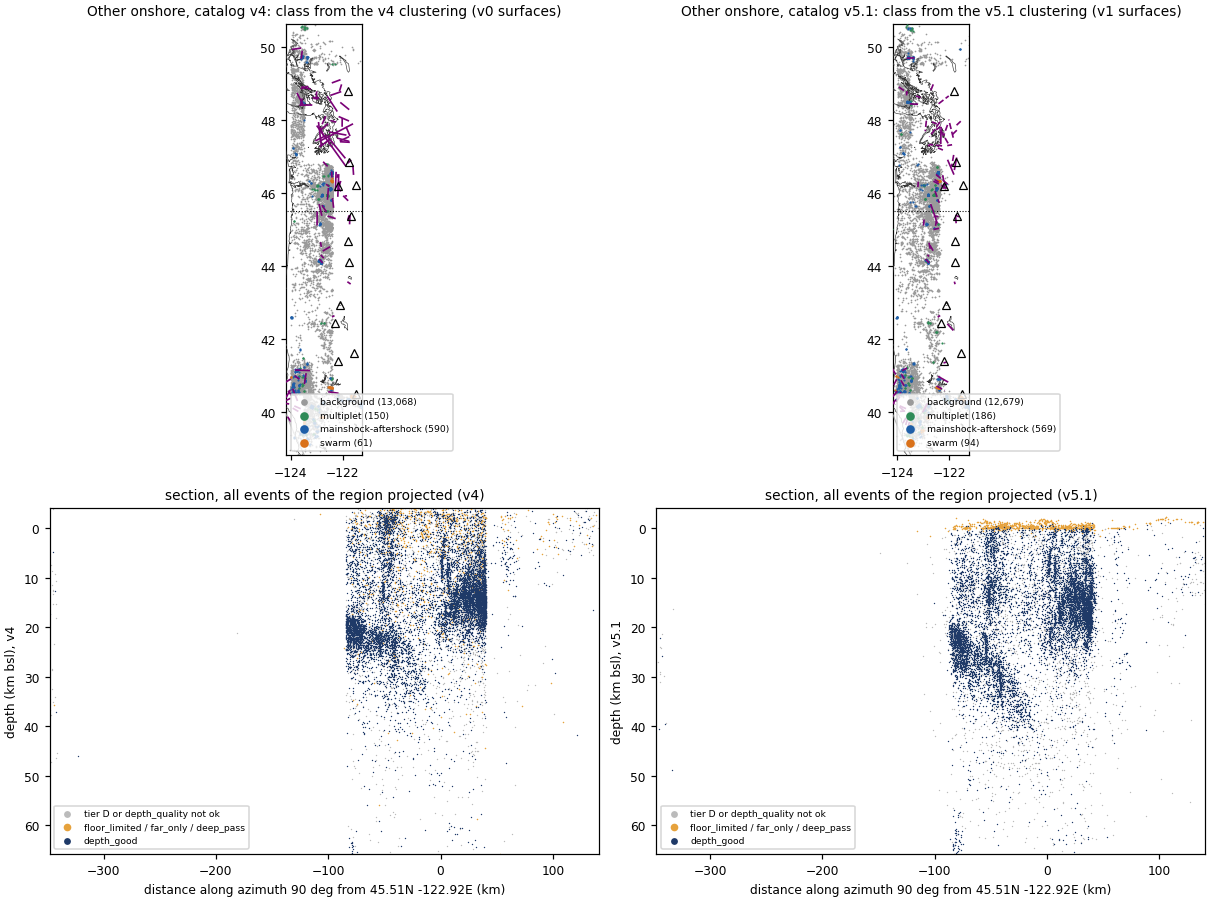 Other onshore, catalog v4: class from the v4 clustering (v0 surfaces)
50
48
46
44
42
40
−124
−122
background (13,068)
multiplet (150)
mainshock-aftershock (590)
swarm (61)
Other onshore, catalog v5.1: class from the v5.1 clustering (v1 surfaces)
50
48
46
44
42
40
−124
−122
background (12,679)
multiplet (186)
mainshock-aftershock (569)
swarm (94)
section, all events of the region projected (v4)
depth (km bsl), v4
0
10
20
30
40
50
60
tier D or depth_quality not ok
floor_limited / far_only / deep_pass
depth_good
−300
−200
−100
0
100
distance along azimuth 90 deg from 45.51N -122.92E (km)
section, all events of the region projected (v5.1)
depth (km bsl), v5.1
0
10
20
30
40
50
60
tier D or depth_quality not ok
floor_limited / far_only / deep_pass
depth_good
−300
−200
−100
0
100
distance along azimuth 90 deg from 45.51N -122.92E (km)